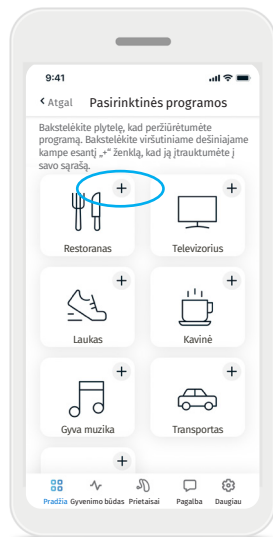 9:41
Atgal Pasirinktinės programos
Bakstelėkite plytelę, kad peržiūrėtumėte
programą. Bakstelėkite viršutiniame dešiniajame
kampe esantį „+“ ženklą, kad ją įtrauktumėte į
savo sąrašą.
Restoranas Televizorius
Laukas Kavinė
Gyva muzika Transportas
Pradžia Gyvenimo būdas Prietaisai Pagalba Daugiau